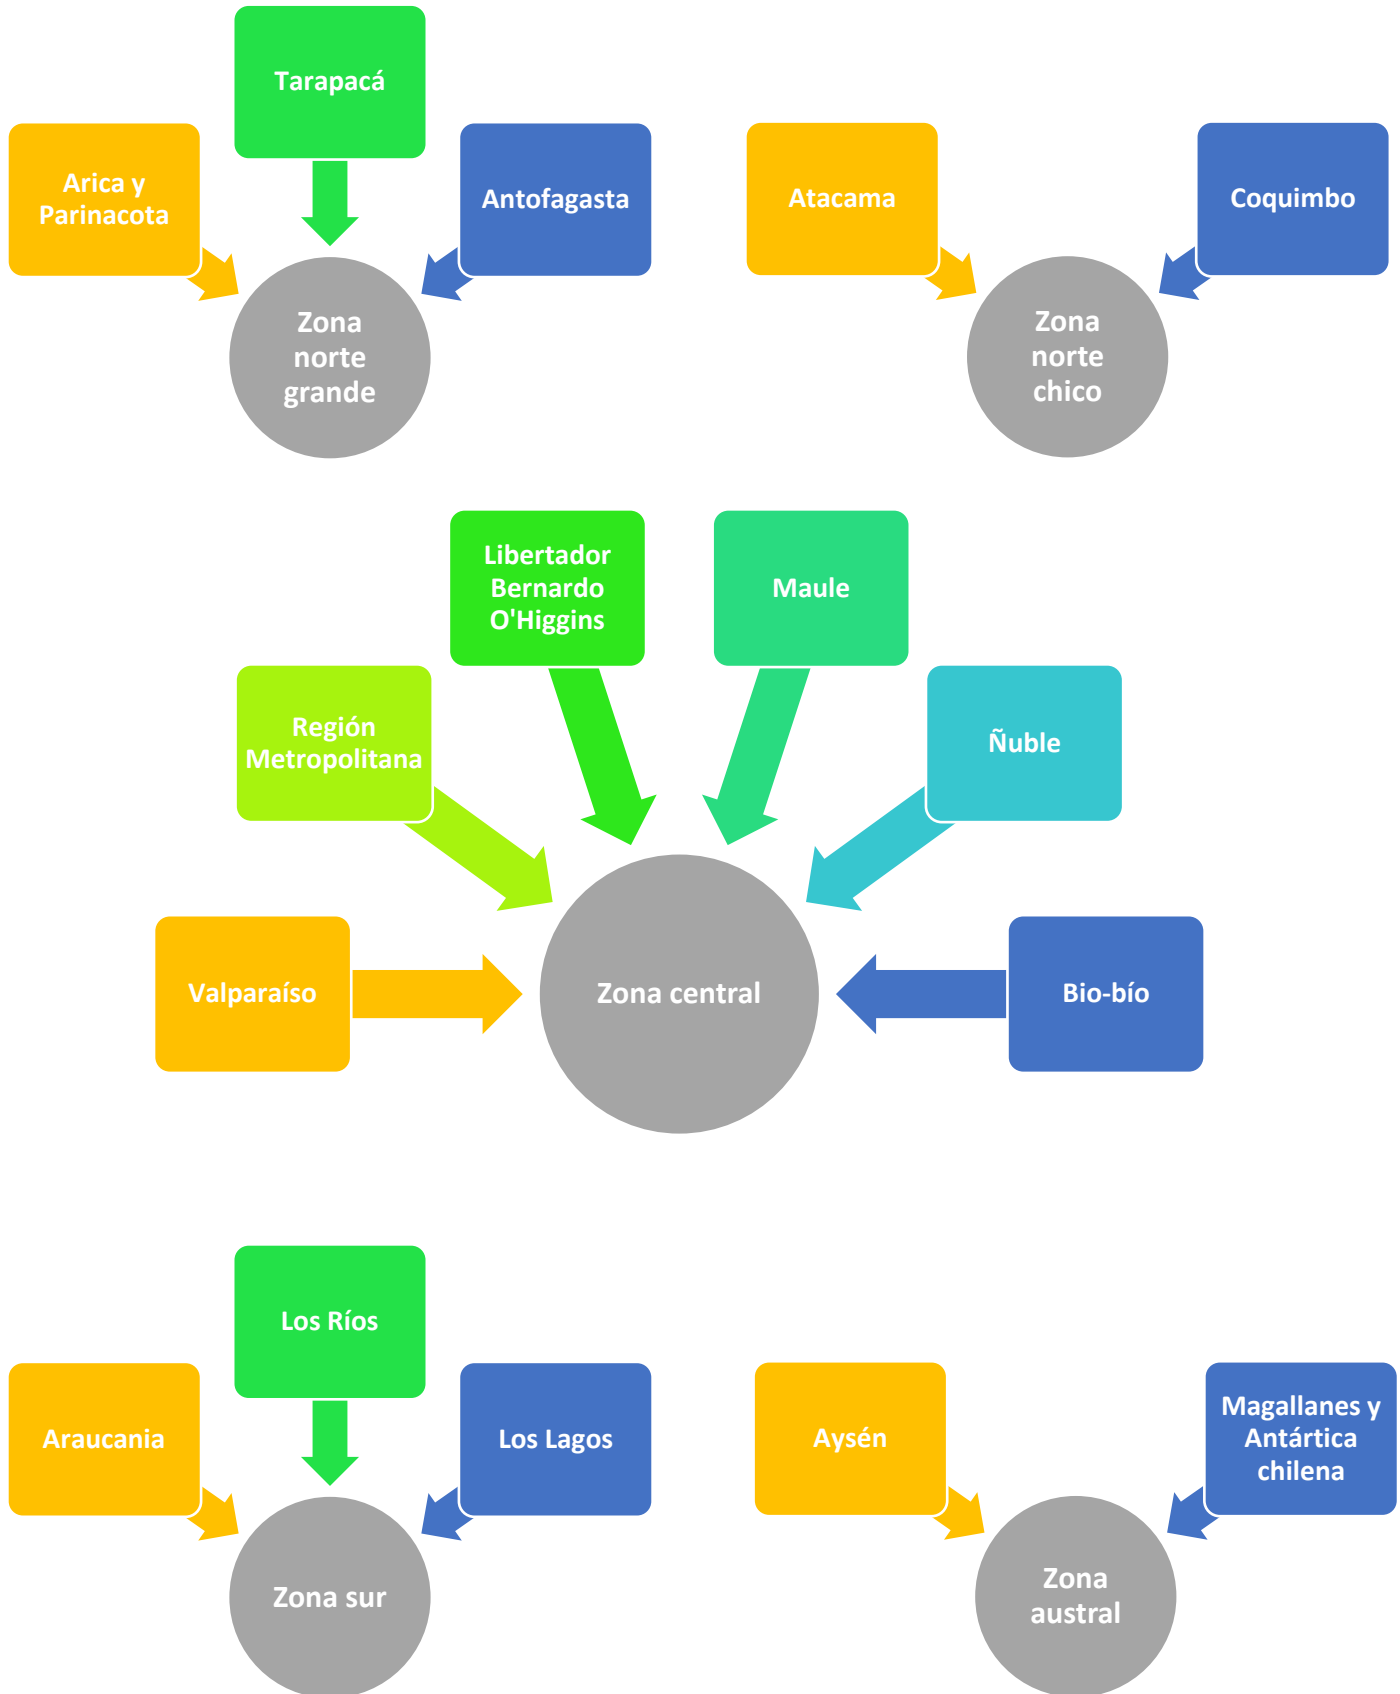 Tarapacá
Arica y
Parinacota
Antofagasta
Zona
norte
grande
Atacama
Coquimbo
Zona
norte
chico
Libertador
Bernardo
O'Higgins
Maule
Región
Metropolitana
Ñuble
Valparaíso
Zona central
Bio-bío
Los Ríos
Araucania
Los Lagos
Zona sur
Aysén
Magallanes y
Antártica
chilena
Zona
austral